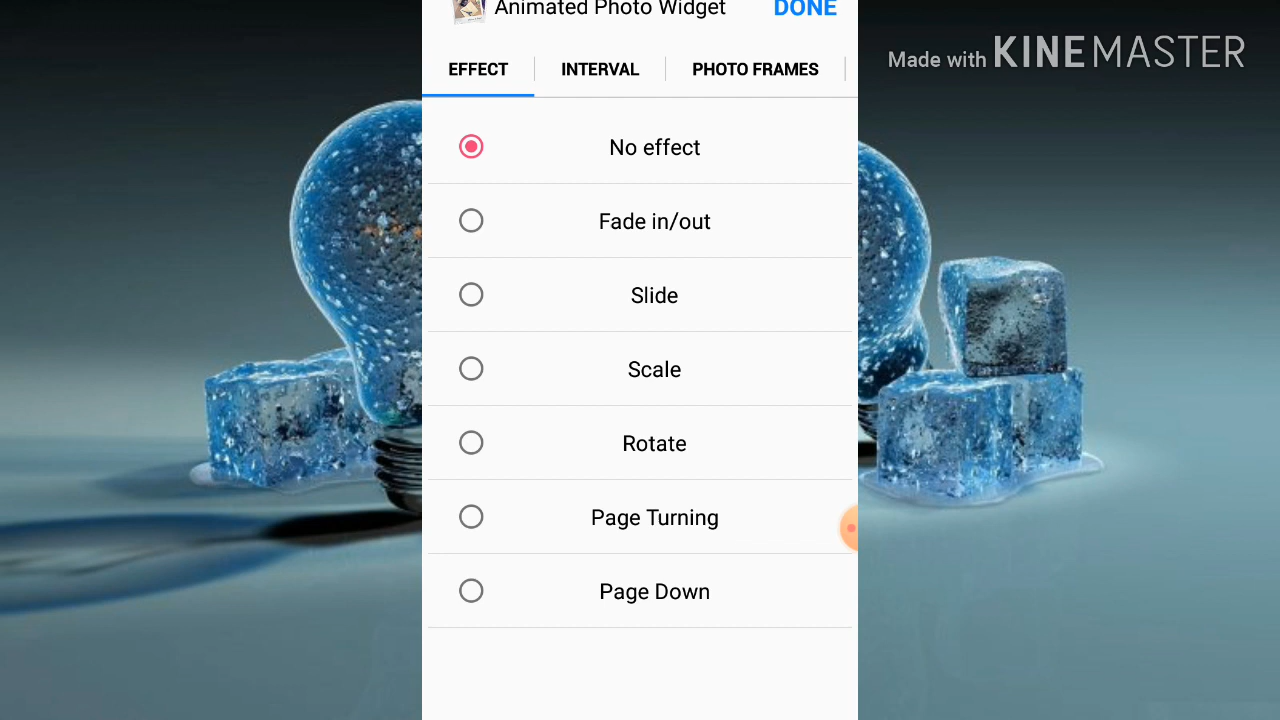 Animated Photo Widget DONE
Made with KINEMASTER
EFFECT INTERVAL PHOTO FRAMES
No effect
Fade in/out
Slide
Scale
Rotate
Page Turning
Page Down